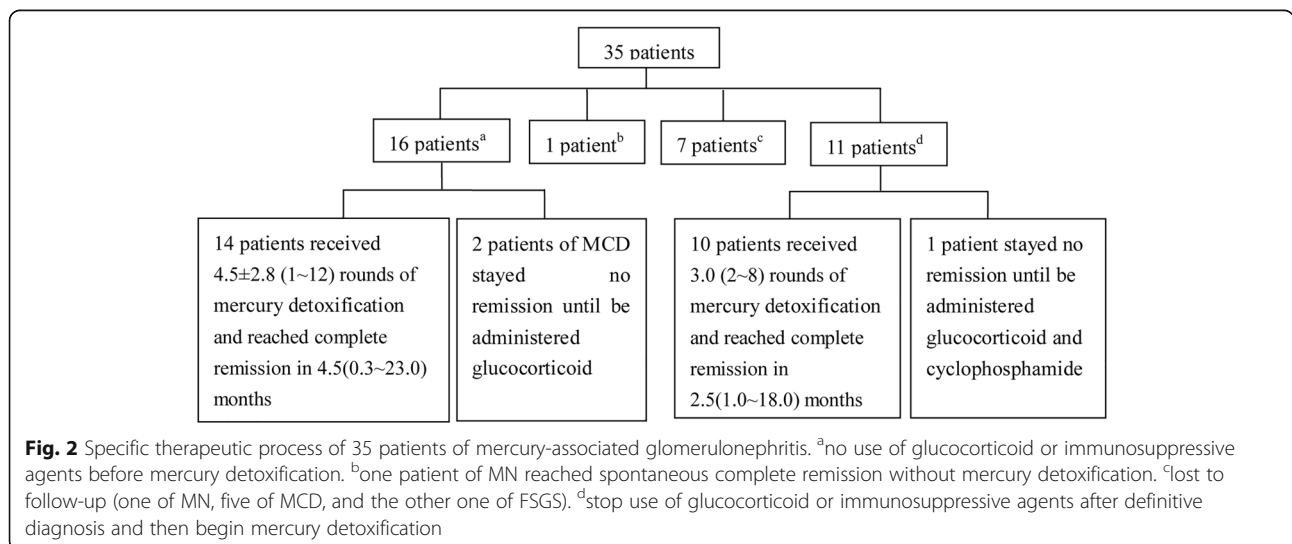 35 patients
16 patientsa
1 patientb
7 patientsc
11 patientsd
14 patients received
4.5±2.8 (1~12) rounds of
mercury detoxification
and reached complete
remission in 4.5(0.3~23.0)
months
2 patients of MCD
stayed no
remission until be
administered
glucocorticoid
10 patients received
3.0 (2~8) rounds of
mercury detoxification
and reached complete
remission in
2.5(1.0~18.0) months
1 patient stayed no
remission until be
administered
glucocorticoid and
cyclophosphamide
Fig. 2 Specific therapeutic process of 35 patients of mercury-associated glomerulonephritis. ano use of glucocorticoid or immunosuppressive
agents before mercury detoxification. bone patient of MN reached spontaneous complete remission without mercury detoxification. clost to
follow-up (one of MN, five of MCD, and the other one of FSGS). dstop use of glucocorticoid or immunosuppressive agents after definitive
diagnosis and then begin mercury detoxification